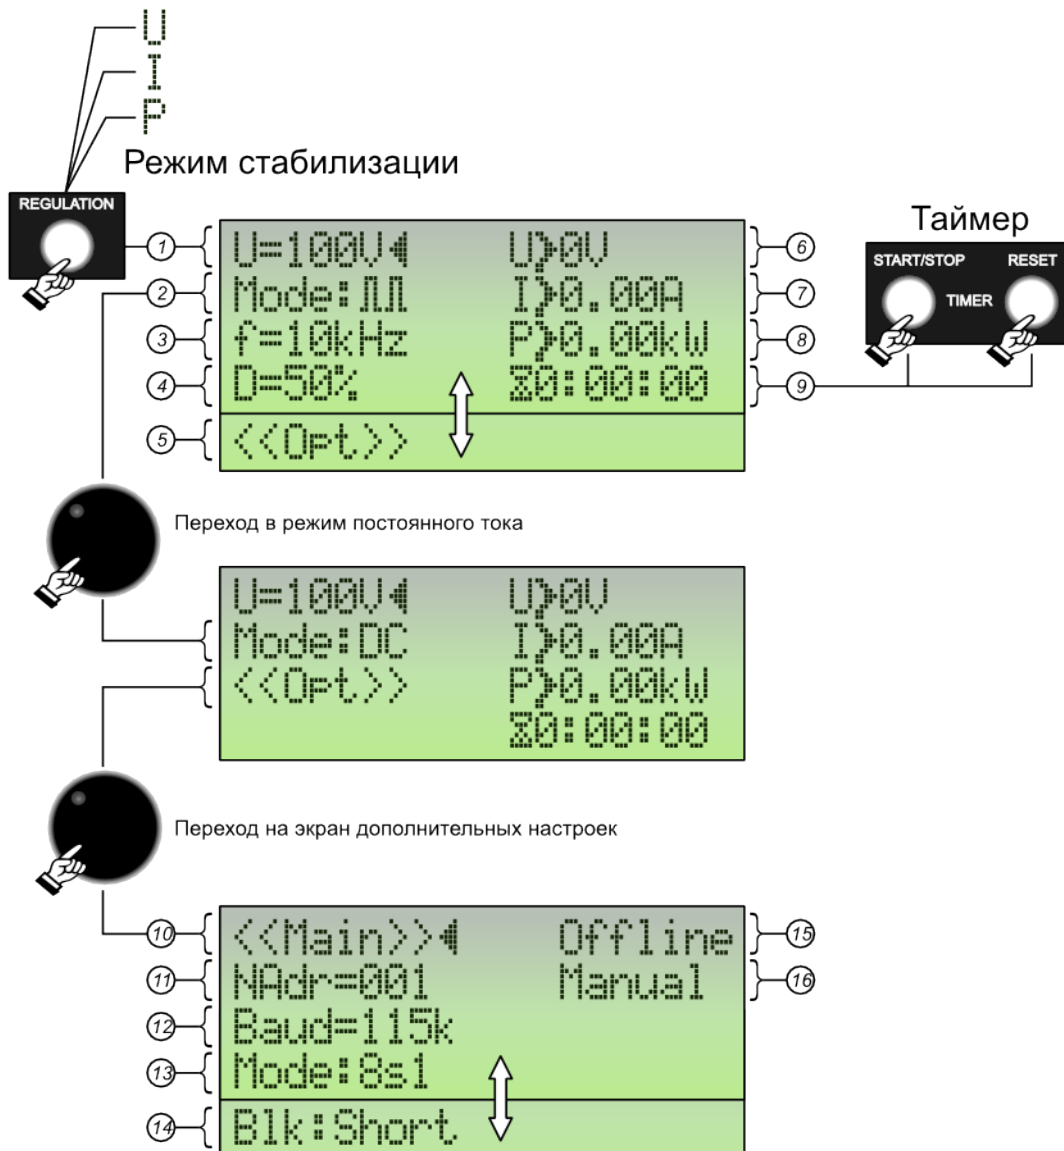 U
I
P
Режим стабилизации
REGULATION
Таймер
START/STOP RESET
TIMER
1 U=100V U>0V 6
2 Mode: I>0.00A 7
3 f=10kHz P>0.00kW 8
4 D=50% 0:00:00 9
5 <<Opt>>
Переход в режим постоянного тока
U=100V U>0V
Mode:DC I>0.00A
<<Opt>> P>0.00kW
0:00:00
Переход на экран дополнительных настроек
10 <<Main>> Offline 15
11 NAdr=001 Manual 16
12 Baud=115k
13 Mode:8s1
14 Blk:Short